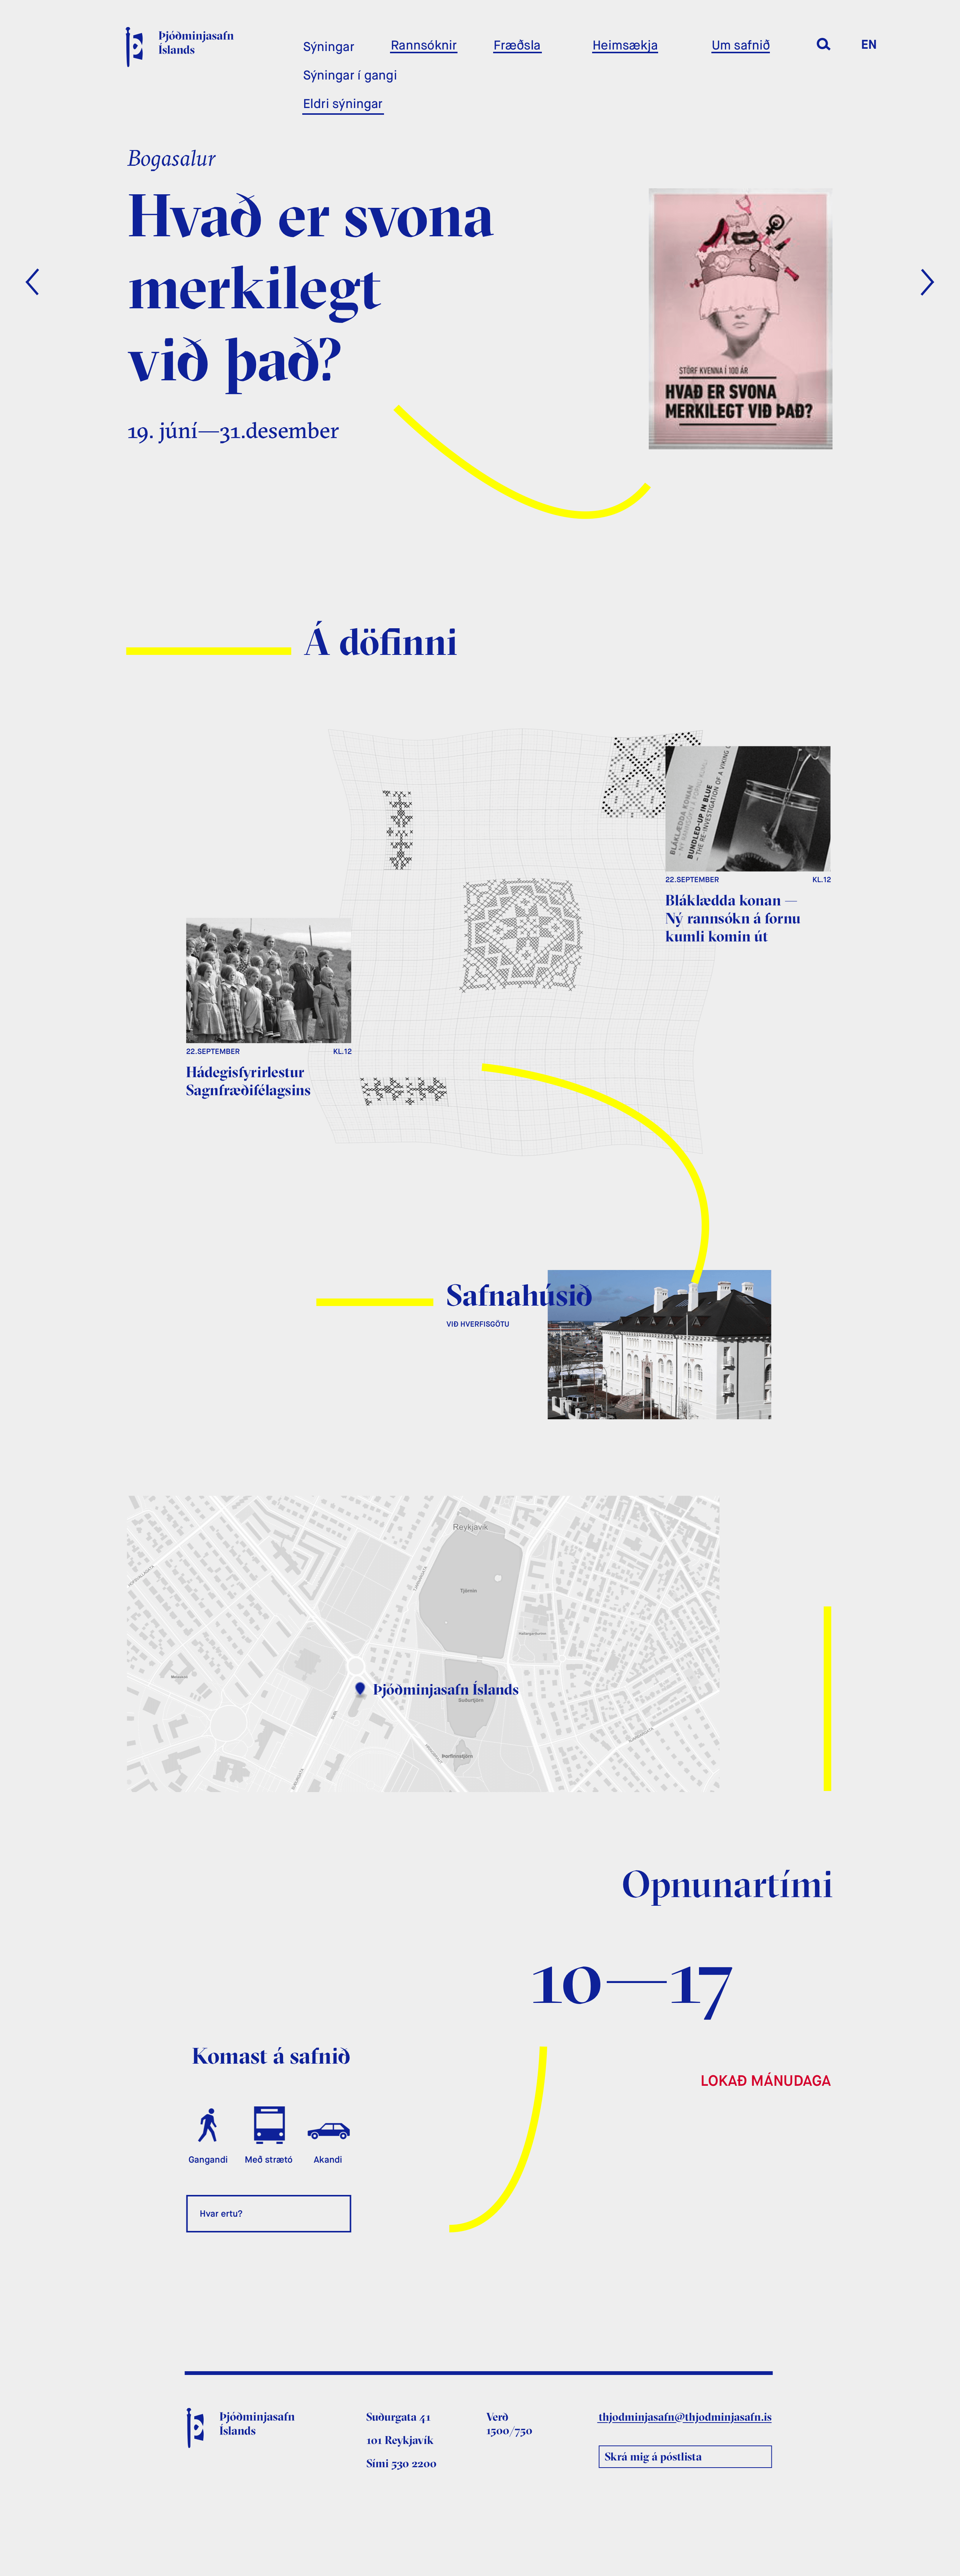 Þjóðminjasafn
Íslands
Sýningar
Rannsóknir
Fræðsla
Heimsækja
Um safnið
EN
Sýningar í gangi
Eldri sýningar
Bogasalur
Hvað er svona
merkilegt
við það?
19. júní—31.desember
STÖRF KVENNA Í 100 ÁR
HVAÐ ER SVONA
MERKILEGT VIÐ ÞAÐ?
Á döfinni
BLÁKLÆDDA KONAN
BUNDLED-UP IN BLUE
– THE RE-INVESTIGATION OF A VIKING
22.SEPTEMBER
KL.12
Bláklædda konan —
Ný rannsókn á fornu
kumli komin út
22.SEPTEMBER
KL.12
Hádegisfyrirlestur
Sagnfræðifélagsins
Safnahúsið
VIÐ HVERFISGÖTU
Reykjavík
Tjörnin
Þjóðminjasafn Íslands
Opnunartími
10—17
LOKAÐ MÁNUDAGA
Komast á safnið
Gangandi
Með strætó
Akandi
Hvar ertu?
Þjóðminjasafn
Íslands
Suðurgata 41
101 Reykjavík
Sími 530 2200
Verð
1500/750
thjodminjasafn@thjodminjasafn.is
Skrá mig á póstlista